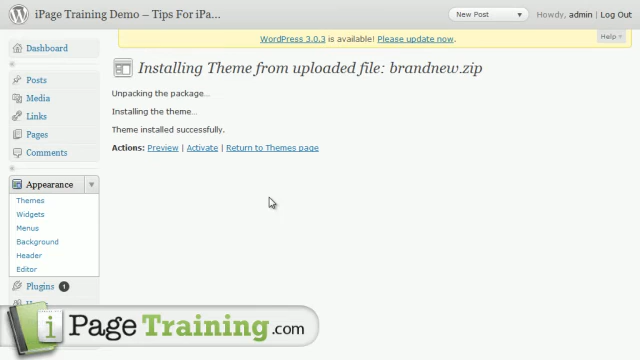 iPage Training Demo – Tips For iPa...
New Post
Howdy, admin | Log Out
WordPress 3.0.3 is available! Please update now.
Help
Dashboard
Installing Theme from uploaded file: brandnew.zip
Posts
Media
Links
Pages
Comments
Unpacking the package...
Installing the theme...
Theme installed successfully.
Actions: Preview | Activate | Return to Themes page
Appearance
Themes
Widgets
Menus
Background
Header
Editor
Plugins 1
i Page Training.com